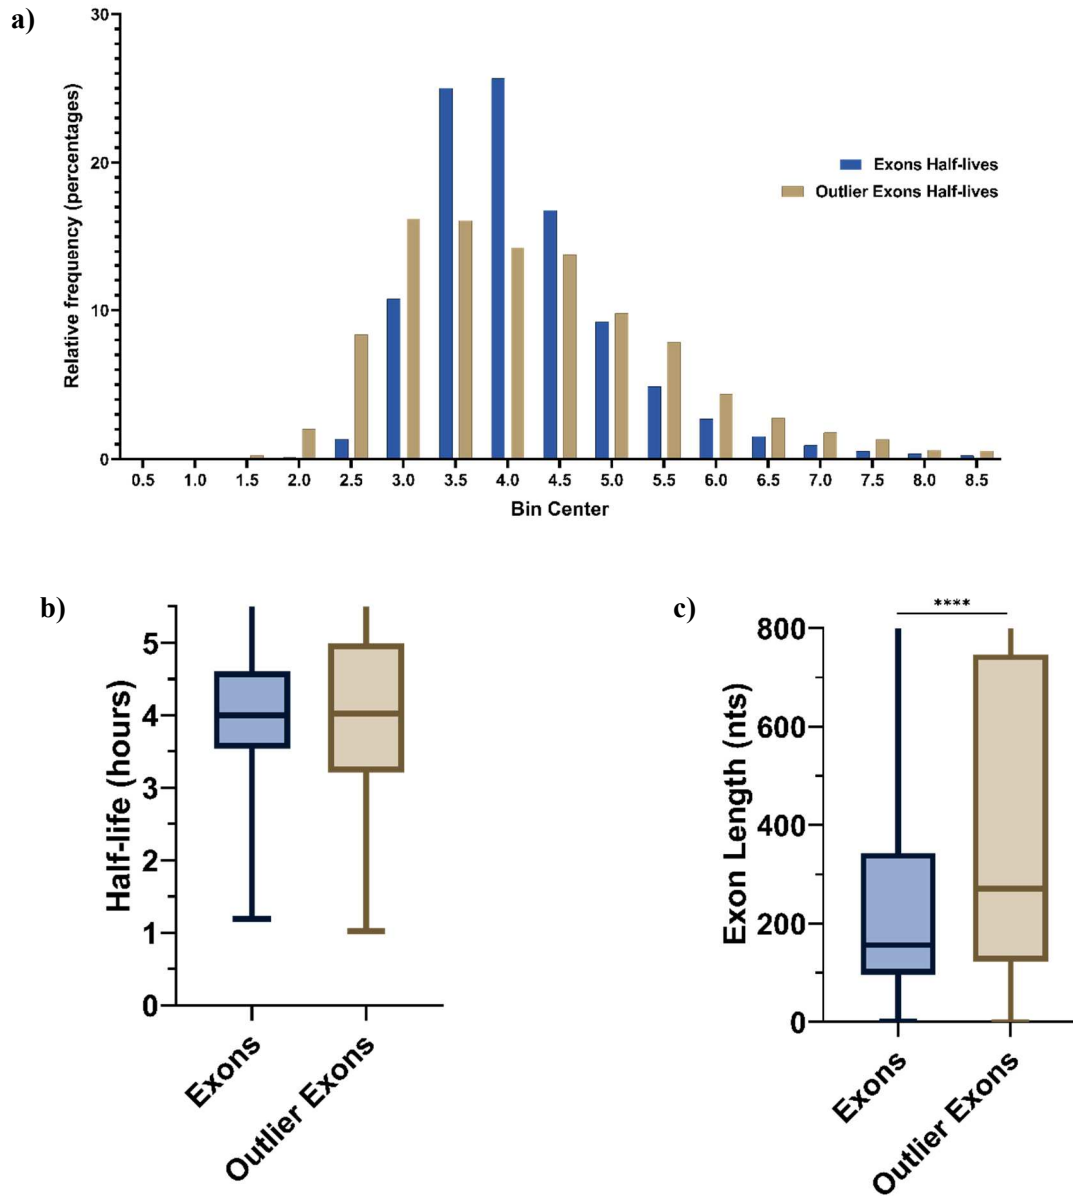 a)
30
20
10
0
Relative frequency (percentages)
Exons Half-lives
Outlier Exons Half-lives
0.5 1.0 1.5 2.0 2.5 3.0 3.5 4.0 4.5 5.0 5.5 6.0 6.5 7.0 7.5 8.0 8.5
Bin Center
b)
Half-life (hours)
5
4
3
2
1
0
Exons
Outlier Exons
c)
****
Exon Length (nts)
800
600
400
200
0
Exons
Outlier Exons